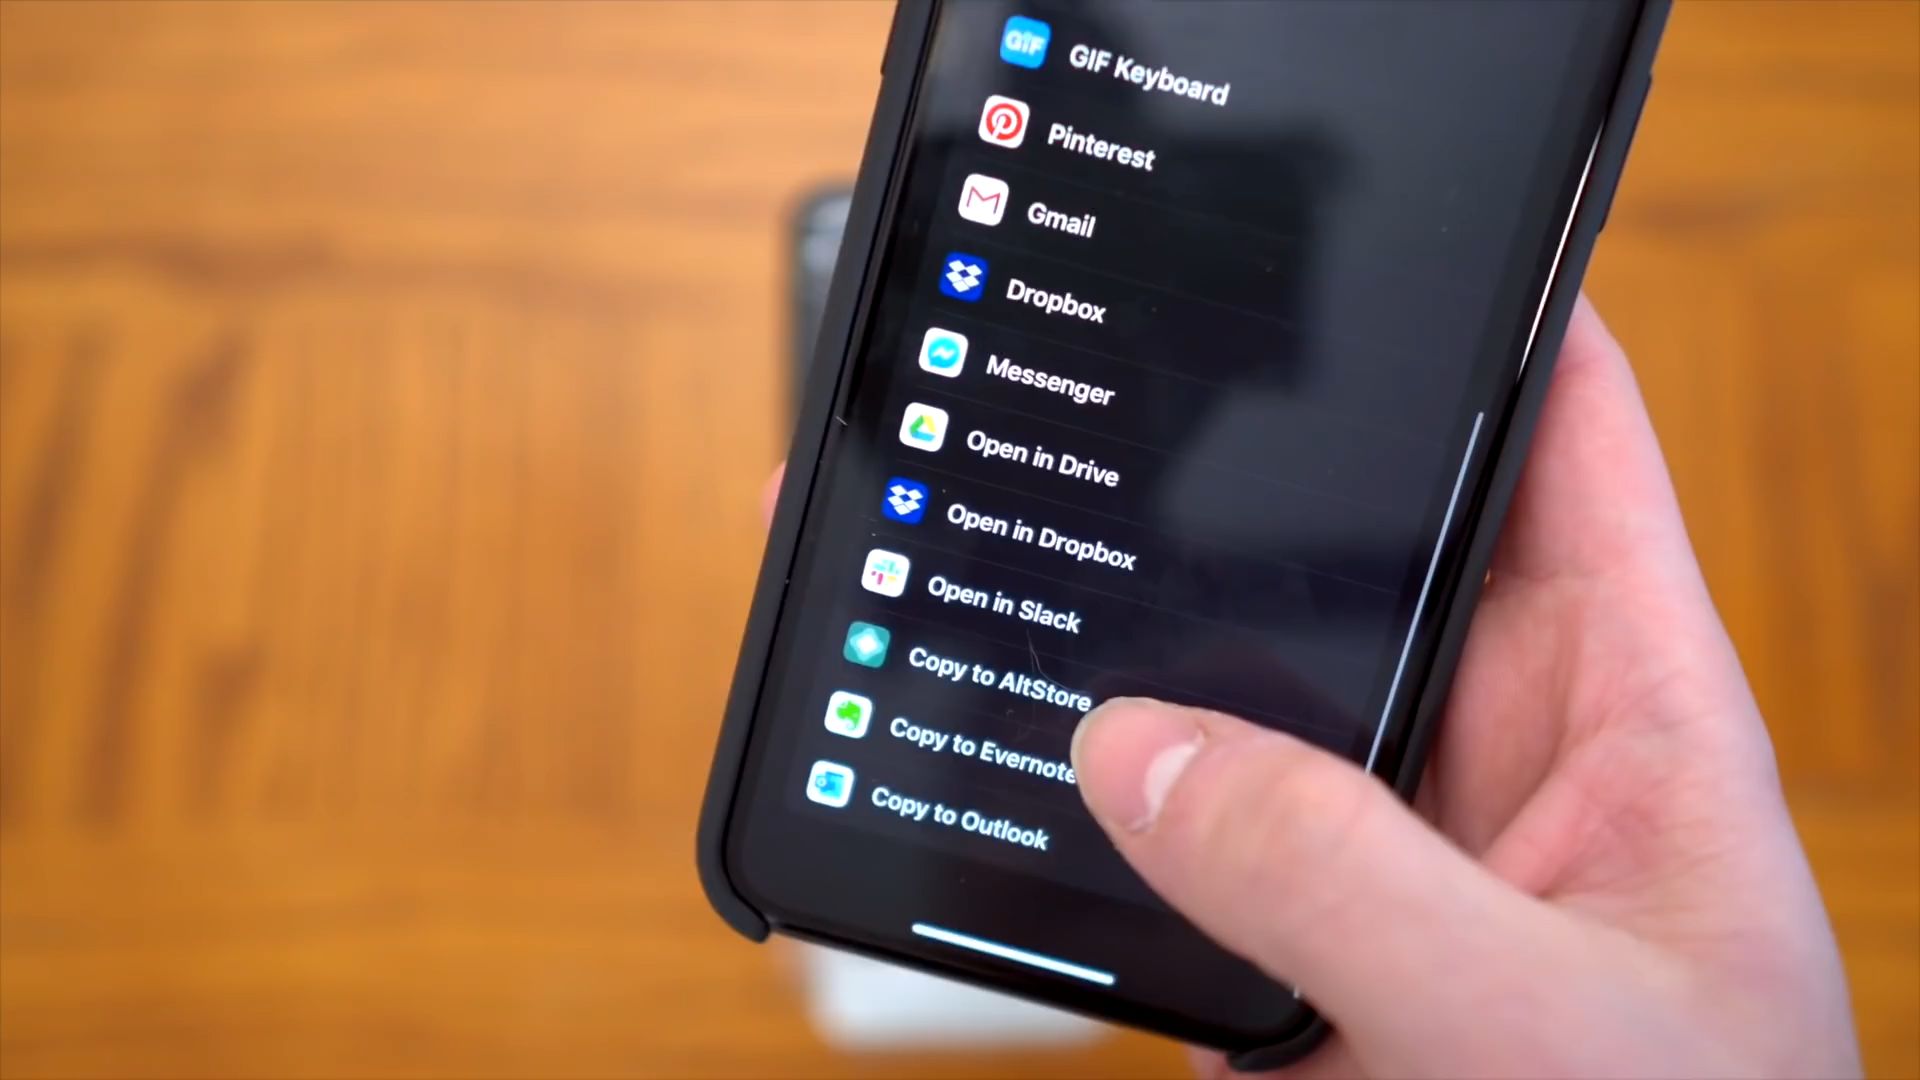 GIF
GIF Keyboard
Pinterest
Gmail
Dropbox
Messenger
Open in Drive
Open in Dropbox
Open in Slack
Copy to AltStore
Copy to Evernote
Copy to Outlook